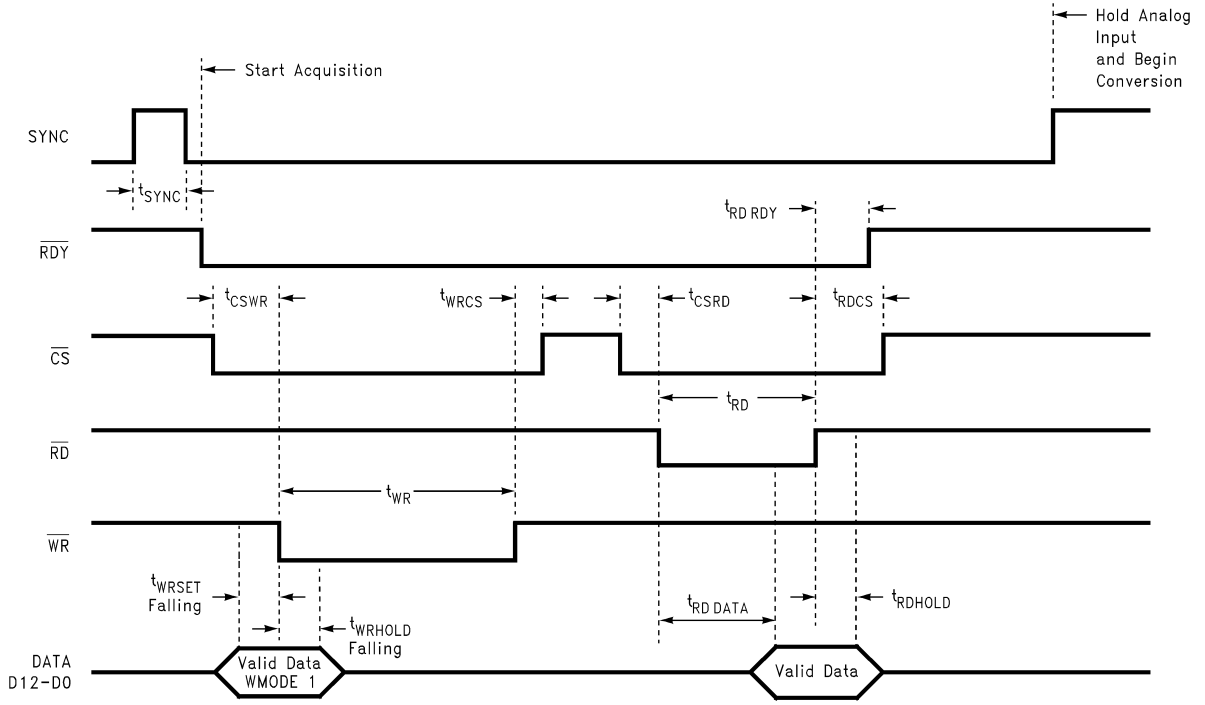 Hold Analog
Input
and Begin
Conversion
Start Acquisition
SYNC
tSYNC
tRD RDY
RDY
tCSWR
tWRCS
tCSRD
tRDCS
CS
tRD
RD
tWR
WR
tWRSET
Falling
tWRHOLD
Falling
tRD DATA
tRDHOLD
DATA
D12-D0
Valid Data
WMODE 1
Valid Data